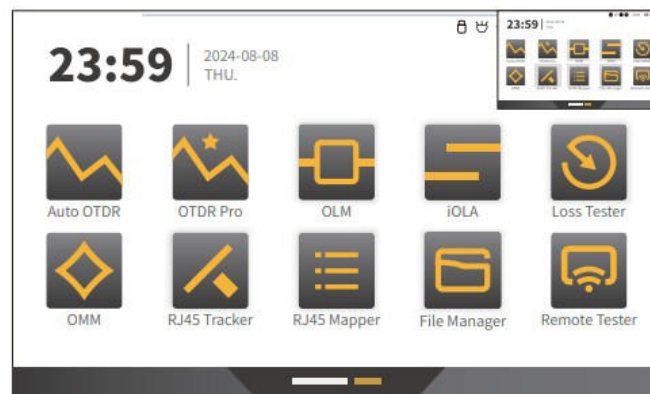 23:59
2024-08-08
THU.
23:59
Auto OTDR
OTDR Pro
OLM
iOLA
Loss Tester
OMM
RJ45 Tracker
RJ45 Mapper
File Manager
Remote Tester